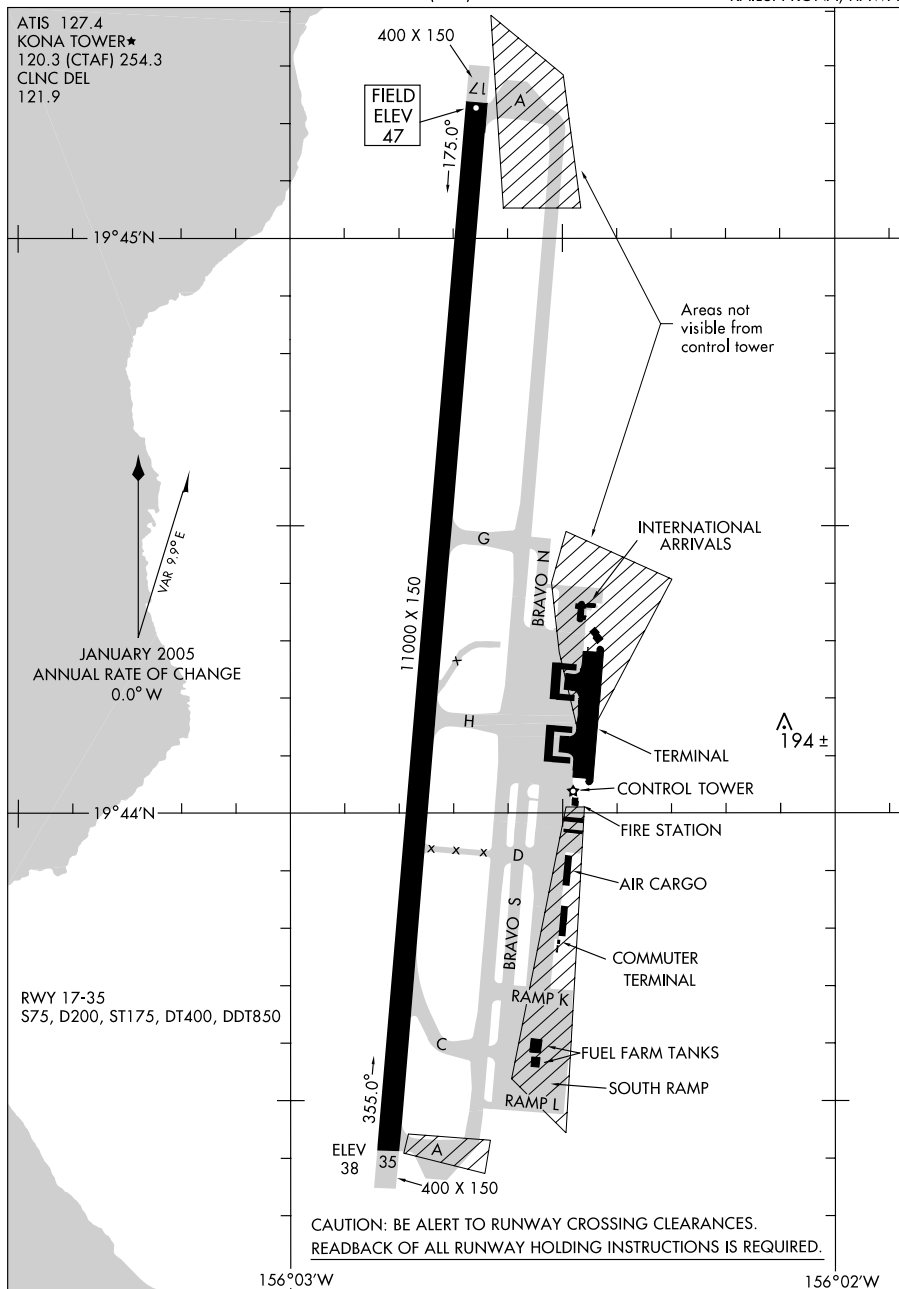 ATIS 127.4
KONA TOWER★
120.3 (CTAF) 254.3
CLNC DEL
121.9
400 X 150
17
FIELD
ELEV
47
A
175.0°
19°45'N
Areas not
visible from
control tower
VAR 9.9° E
JANUARY 2005
ANNUAL RATE OF CHANGE
0.0° W
11000 X 150
G
BRAVO N
INTERNATIONAL
ARRIVALS
x
H
194 ±
TERMINAL
CONTROL TOWER
19°44'N
FIRE STATION
x x x
D
AIR CARGO
BRAVO S
COMMUTER
TERMINAL
RWY 17-35
S75, D200, ST175, DT400, DDT850
RAMP K
C
FUEL FARM TANKS
SOUTH RAMP
RAMP L
355.0°
ELEV
38
35
A
400 X 150
CAUTION: BE ALERT TO RUNWAY CROSSING CLEARANCES.
READBACK OF ALL RUNWAY HOLDING INSTRUCTIONS IS REQUIRED.
156°03'W
156°02'W